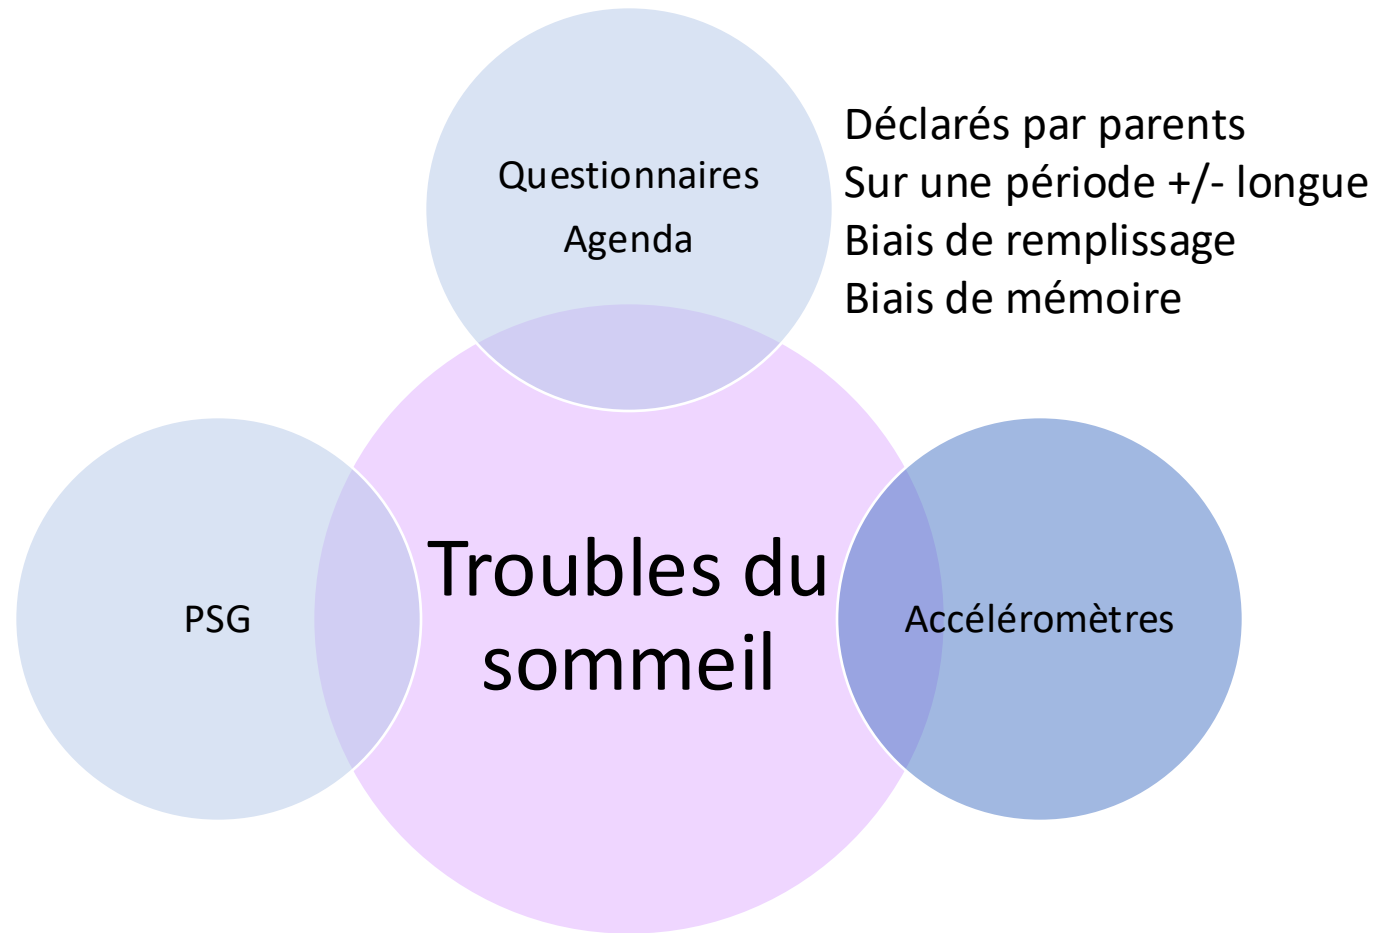 Questionnaires
Agenda
Déclarés par parents
Sur une période +/- longue
Biais de remplissage
Biais de mémoire
PSG
Troubles du
sommeil
Accéléromètres